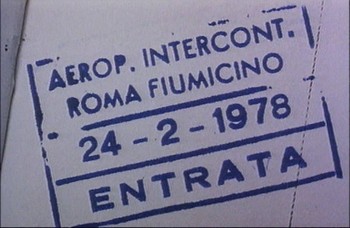 AEROP. INTERCONT.
ROMA FIUMICINO
24-2-1978
ENTRATA